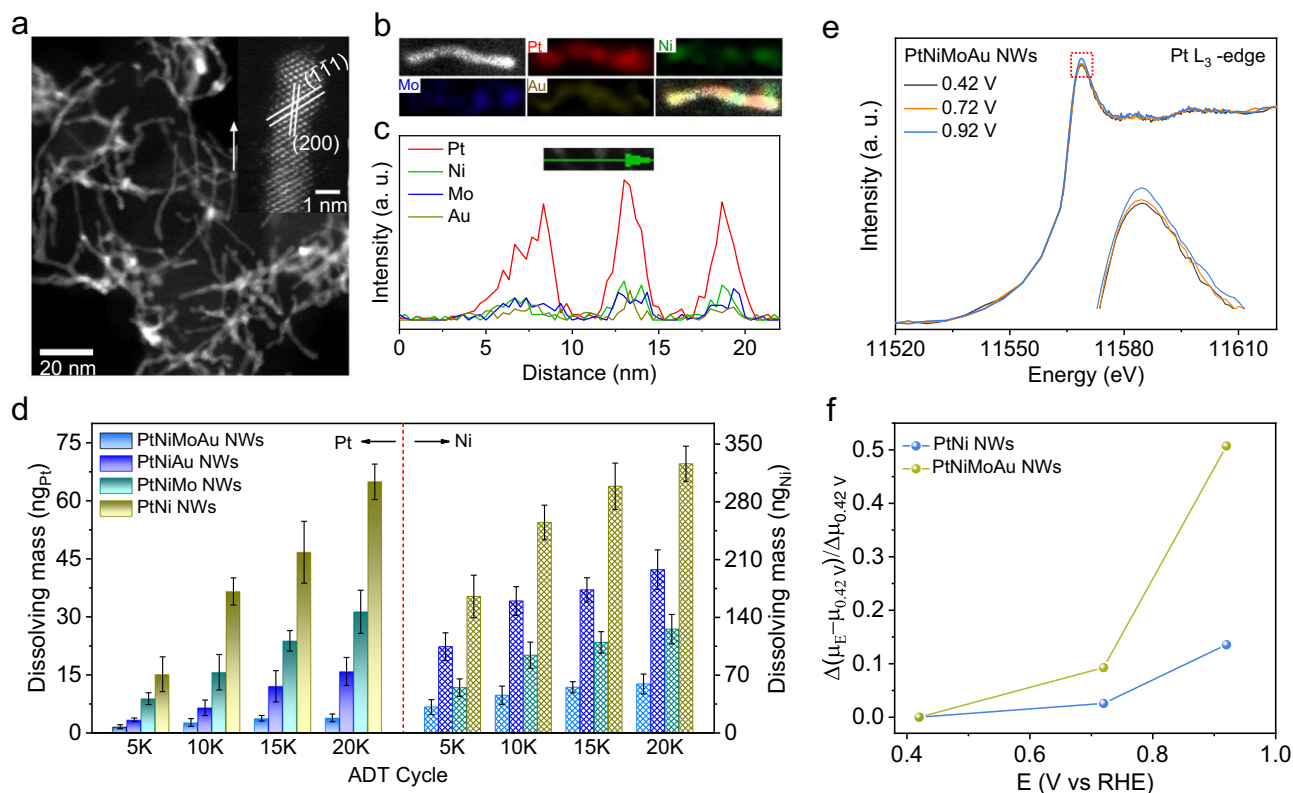 a
(1-11)
(200)
1 nm
20 nm
b
Pt
Ni
Mo
Au
c
Pt
Ni
Mo
Au
Intensity (a. u.)
0 5 10 15 20
Distance (nm)
d
PtNiMoAu NWs
PtNiAu NWs
PtNiMo NWs
PtNi NWs
Pt ← → Ni
75
60
45
30
15
0
Dissolving mass (ng_Pt)
350
280
210
140
70
0
Dissolving mass (ng_Ni)
5K 10K 15K 20K 5K 10K 15K 20K
ADT Cycle
e
PtNiMoAu NWs
Pt L3 -edge
0.42 V
0.72 V
0.92 V
Intensity (a. u.)
11520 11550 11580 11610
Energy (eV)
f
PtNi NWs
PtNiMoAu NWs
0.5
0.4
0.3
0.2
0.1
0.0
Δ(μE−μ0.42 V)/Δμ0.42 V
0.4 0.6 0.8 1.0
E (V vs RHE)